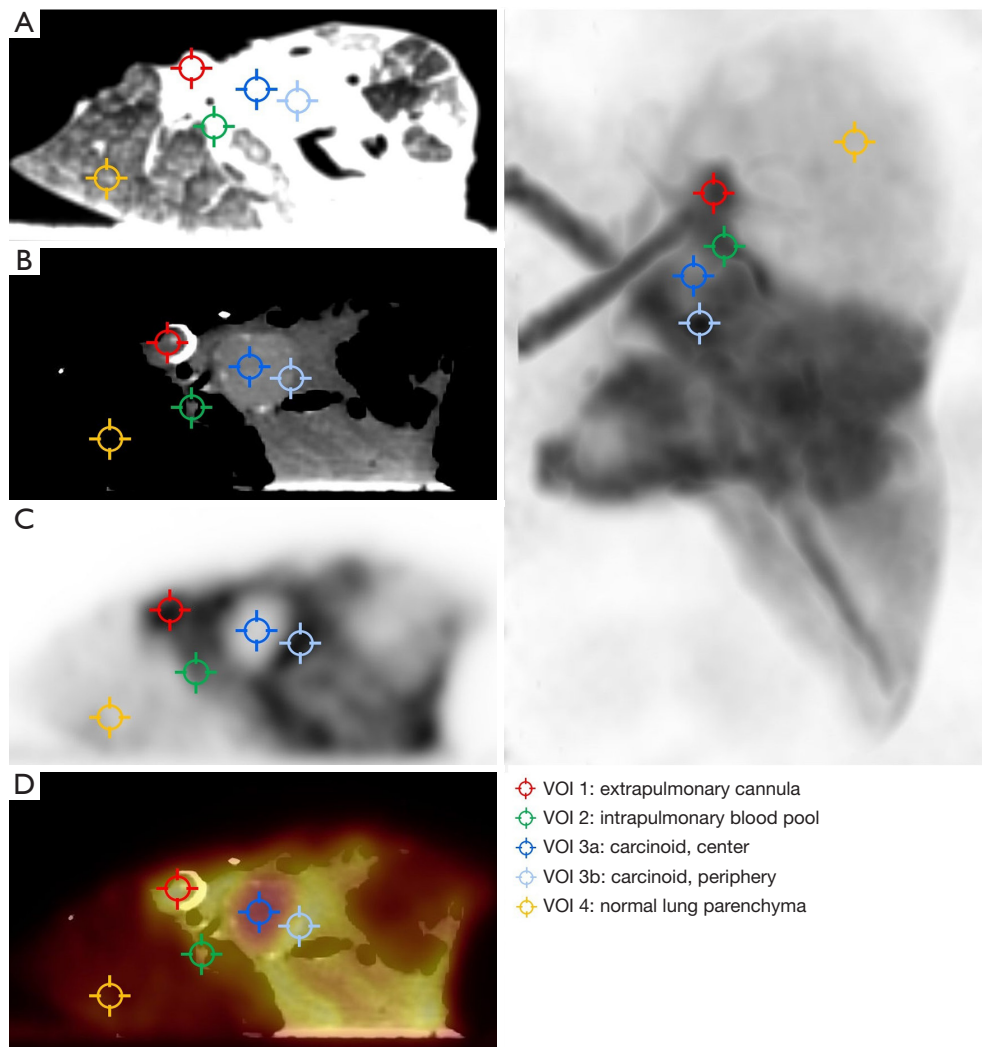 A
B
C
D
VOI 1: extrapulmonary cannula
VOI 2: intrapulmonary blood pool
VOI 3a: carcinoid, center
VOI 3b: carcinoid, periphery
VOI 4: normal lung parenchyma